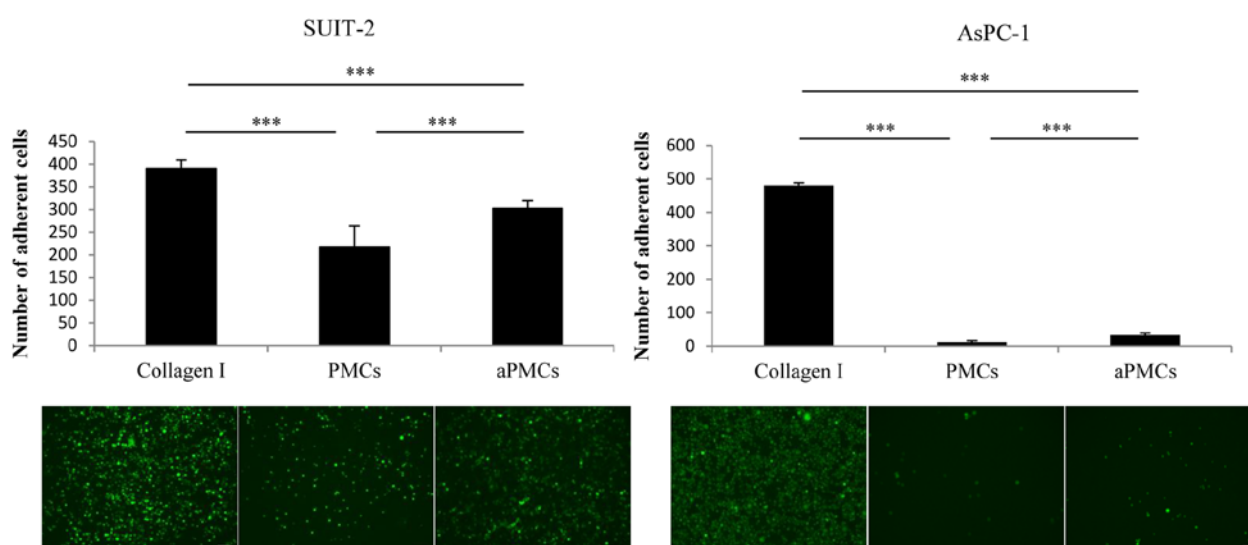 SUIT-2
***
***
***
Number of adherent cells
450
400
350
300
250
200
150
100
50
0
Collagen I
PMCs
aPMCs
AsPC-1
***
***
***
Number of adherent cells
600
500
400
300
200
100
0
Collagen I
PMCs
aPMCs